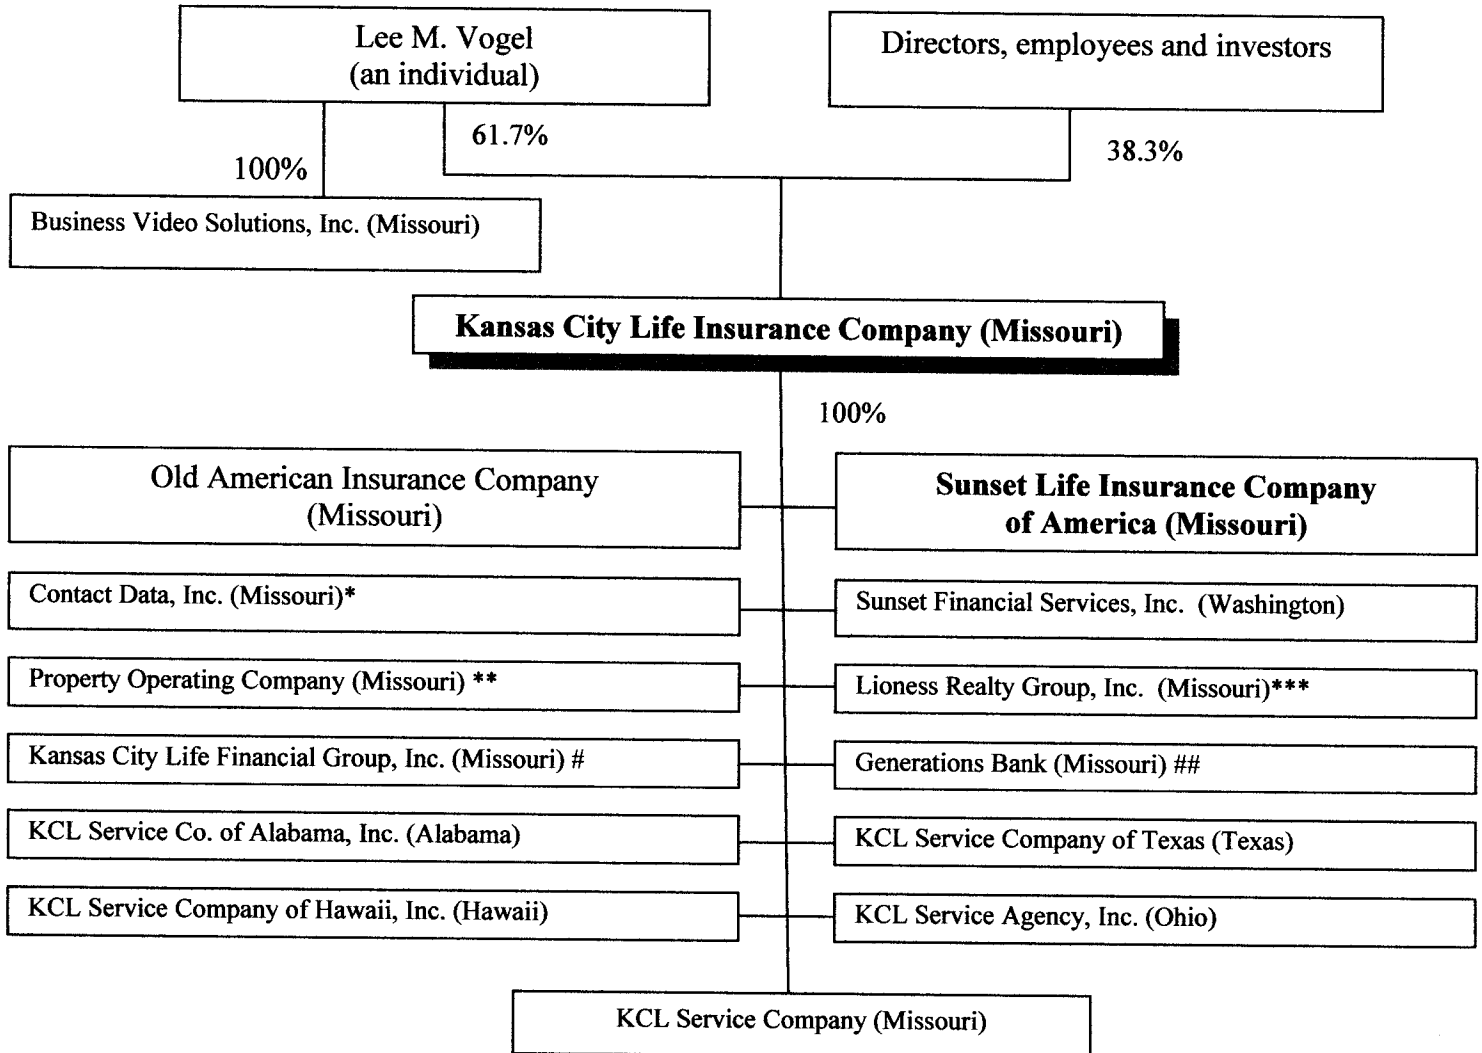 Lee M. Vogel
(an individual)
Directors, employees and investors
61.7%
100%
38.3%
Business Video Solutions, Inc. (Missouri)
Kansas City Life Insurance Company (Missouri)
100%
Old American Insurance Company
(Missouri)
Sunset Life Insurance Company
of America (Missouri)
Contact Data, Inc. (Missouri)*
Sunset Financial Services, Inc. (Washington)
Property Operating Company (Missouri) **
Lioness Realty Group, Inc. (Missouri)***
Kansas City Life Financial Group, Inc. (Missouri) #
Generations Bank (Missouri) ##
KCL Service Co. of Alabama, Inc. (Alabama)
KCL Service Company of Texas (Texas)
KCL Service Company of Hawaii, Inc. (Hawaii)
KCL Service Agency, Inc. (Ohio)
KCL Service Company (Missouri)